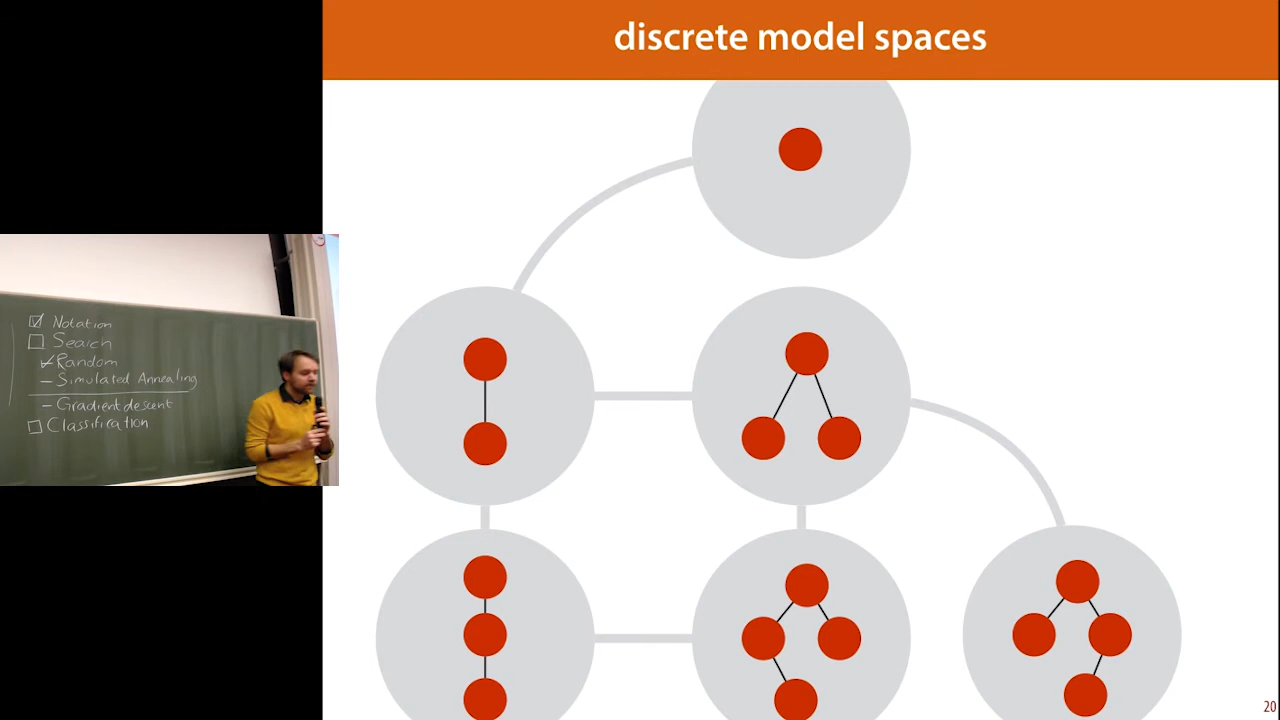 discrete model spaces
Notation
Search
Random
– Simulated Annealing
– Gradient descent
Classification
20